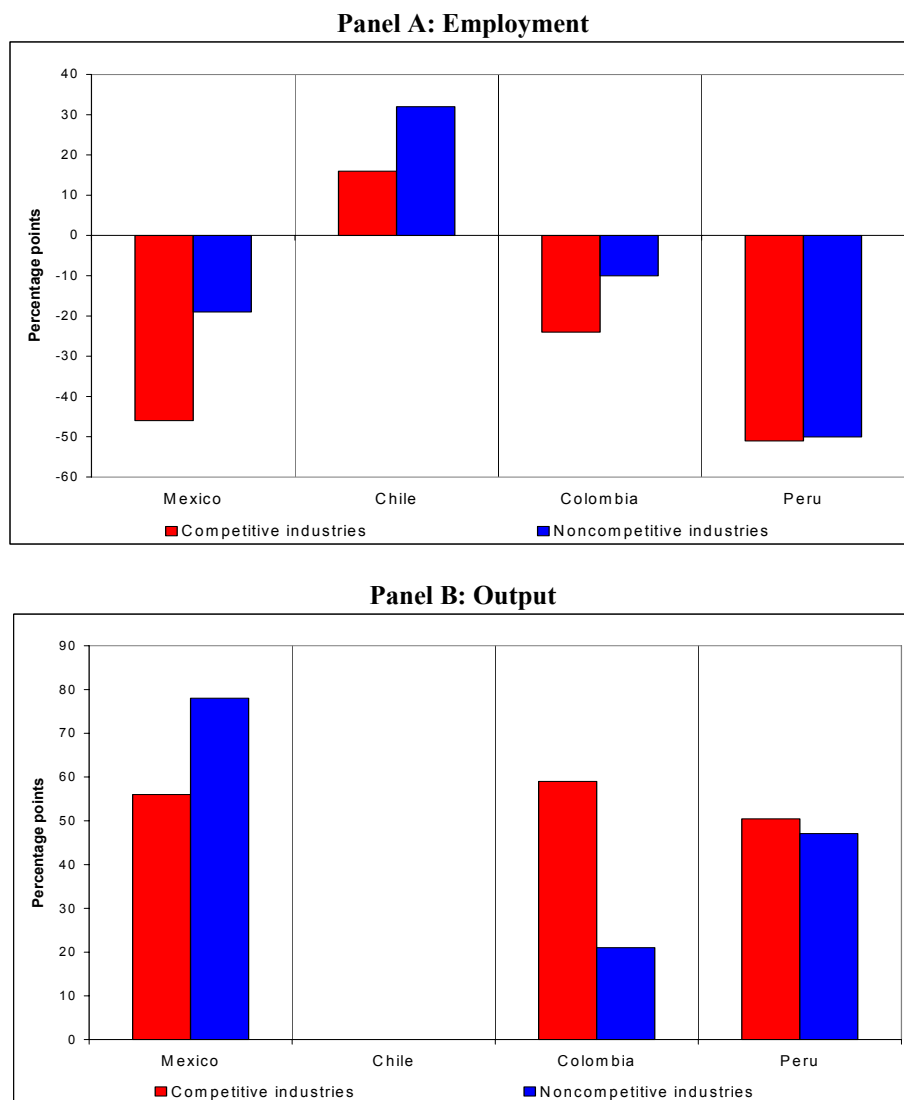 Panel A: Employment
Percentage points
40
30
20
10
0
-10
-20
-30
-40
-50
-60
Mexico Chile Colombia Peru
Competitive industries Noncompetitive industries
Panel B: Output
Percentage points
90
80
70
60
50
40
30
20
10
0
Mexico Chile Colombia Peru
Competitive industries Noncompetitive industries